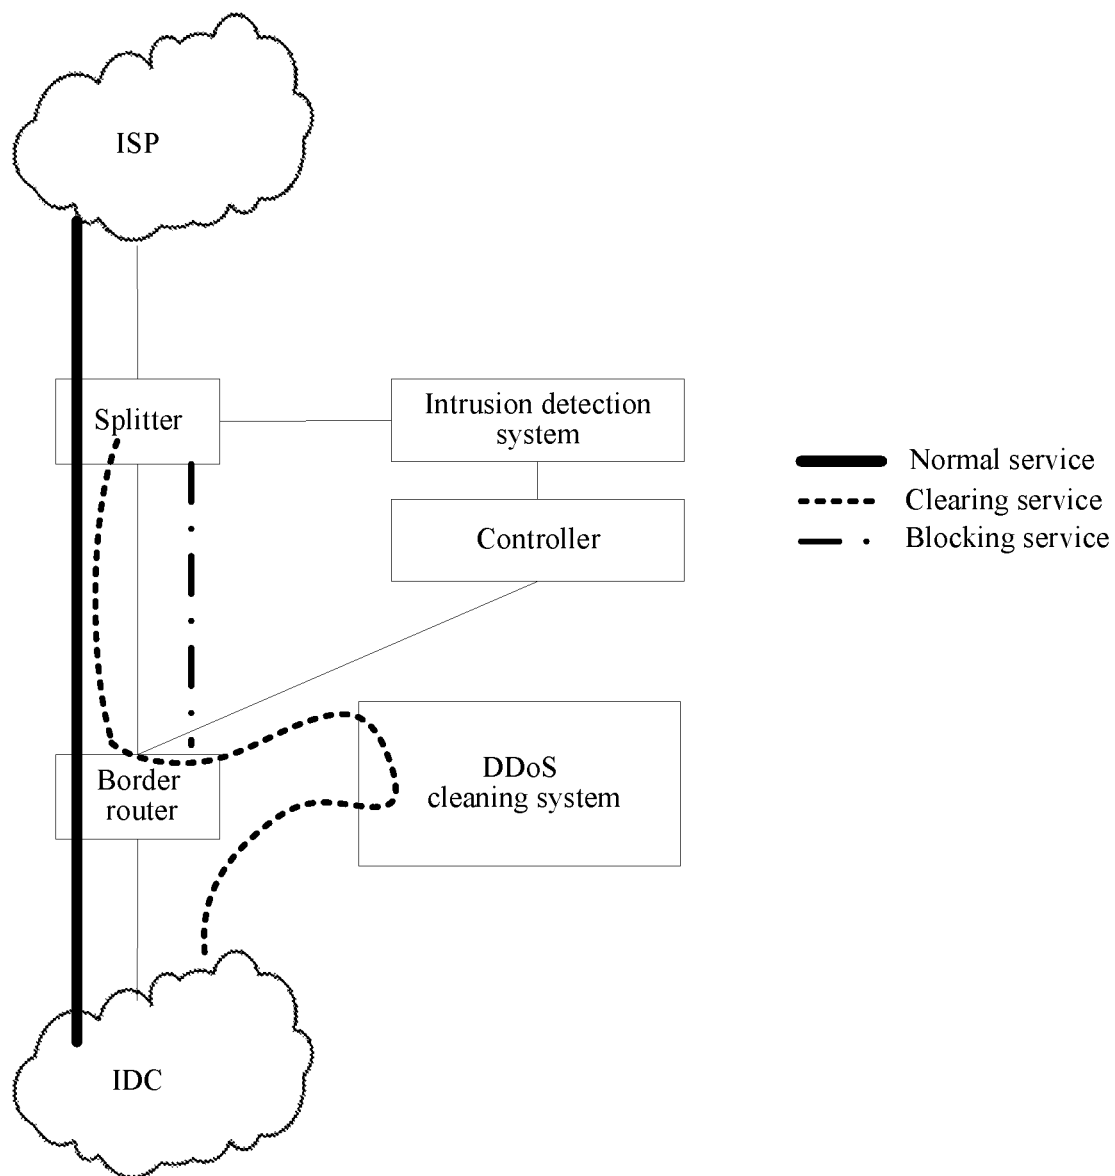 ISP
Splitter
Intrusion detection
system
Normal service
Clearing service
Controller
Blocking service
Border
router
DDoS
cleaning system
IDC